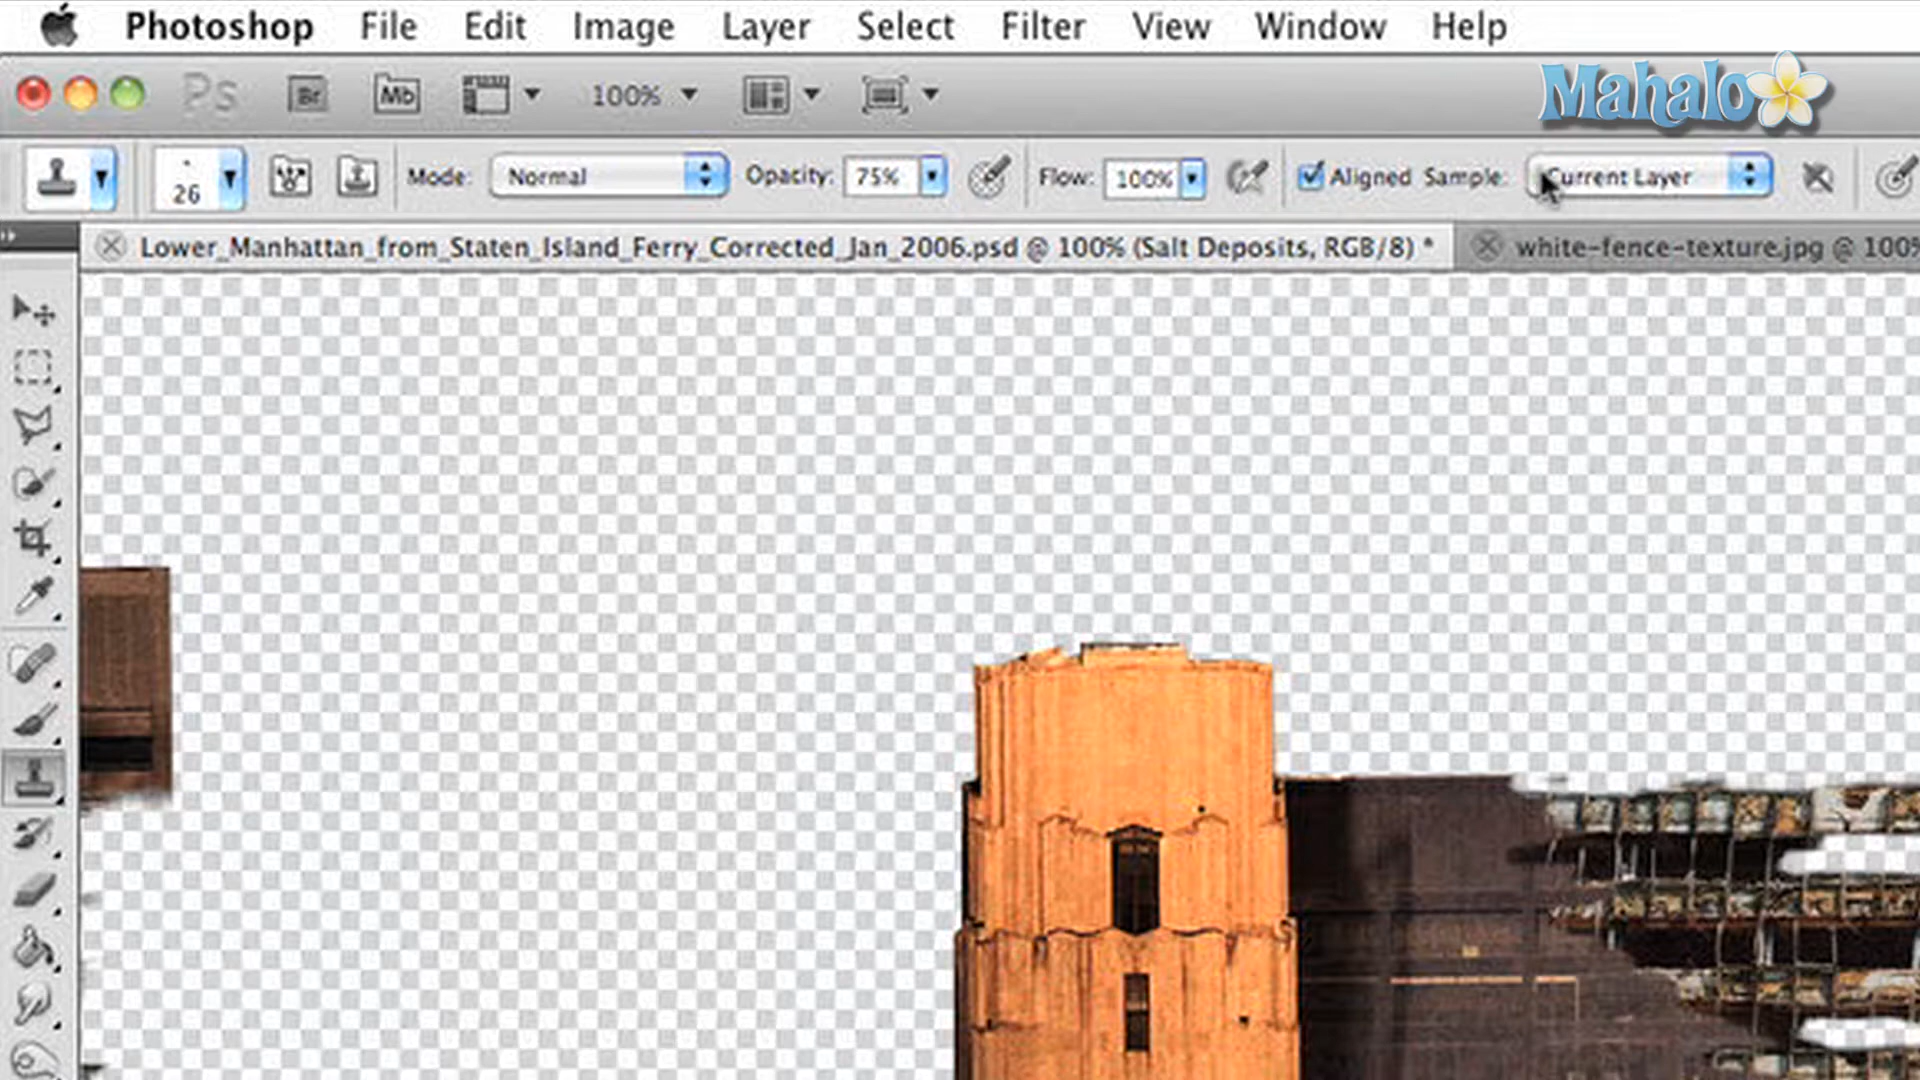 Photoshop File Edit Image Layer Select Filter View Window Help
Mahalo
Ps Br Mb 100%
26 Mode: Normal Opacity: 75% Flow: 100% Aligned Sample: Current Layer
Lower_Manhattan_from_Staten_Island_Ferry_Corrected_Jan_2006.psd @ 100% (Salt Deposits, RGB/8) * white-fence-texture.jpg @ 100%